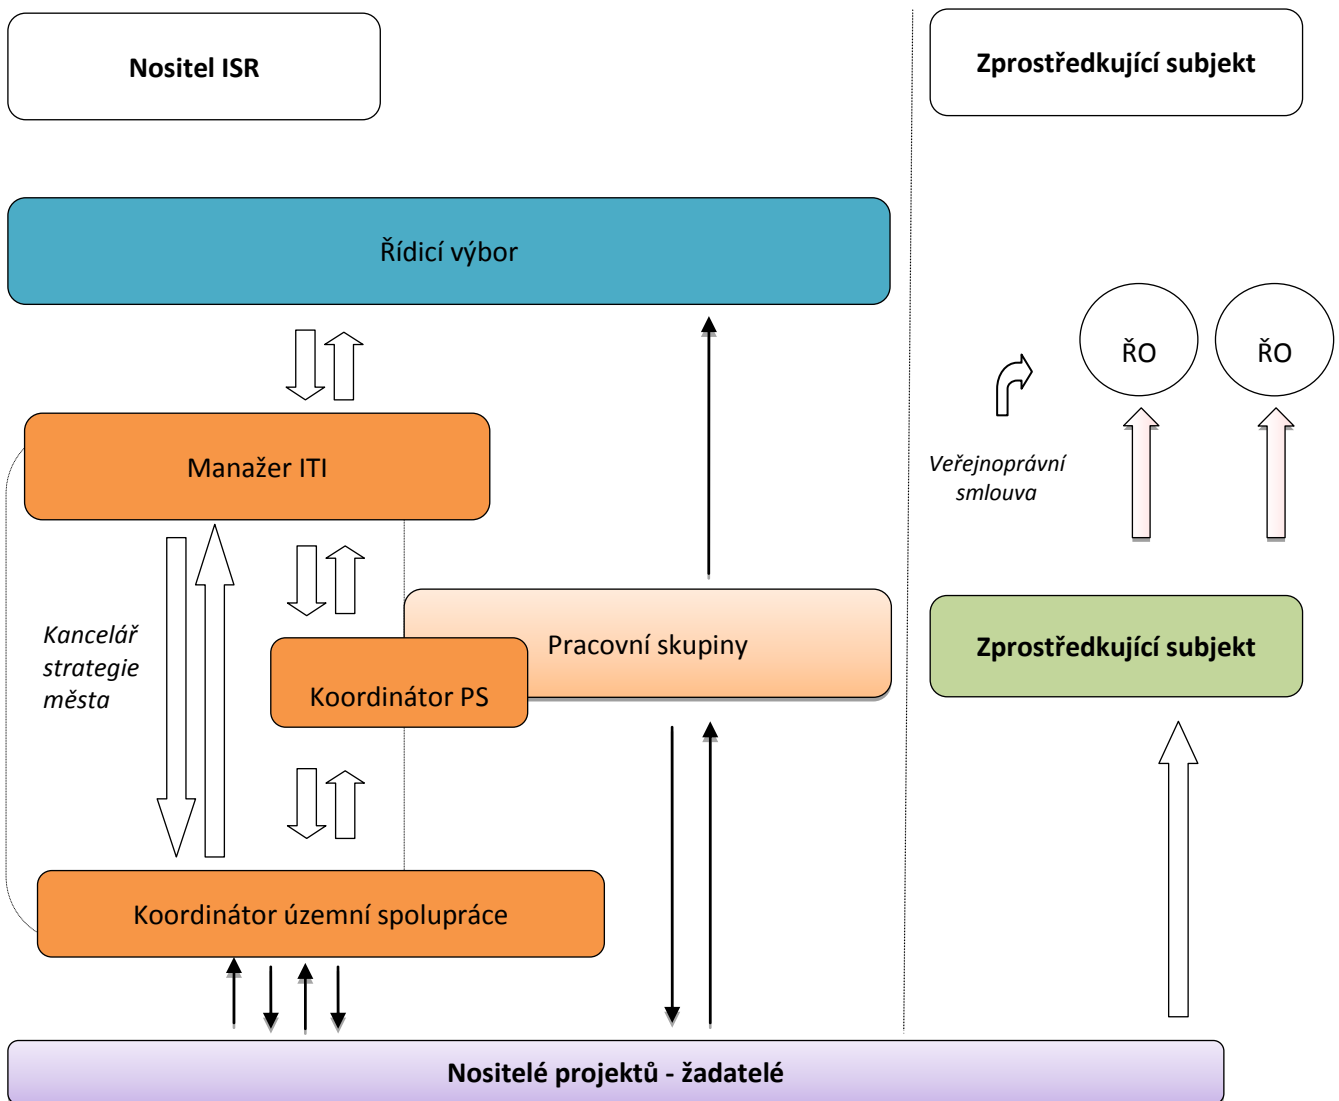 Nositel ISR
Zprostředkující subjekt
Řídicí výbor
ŘO
ŘO
Manažer ITI
Veřejnoprávní
smlouva
Kancelář
strategie
města
Pracovní skupiny
Koordinátor PS
Zprostředkující subjekt
Koordinátor územní spolupráce
Nositelé projektů - žadatelé